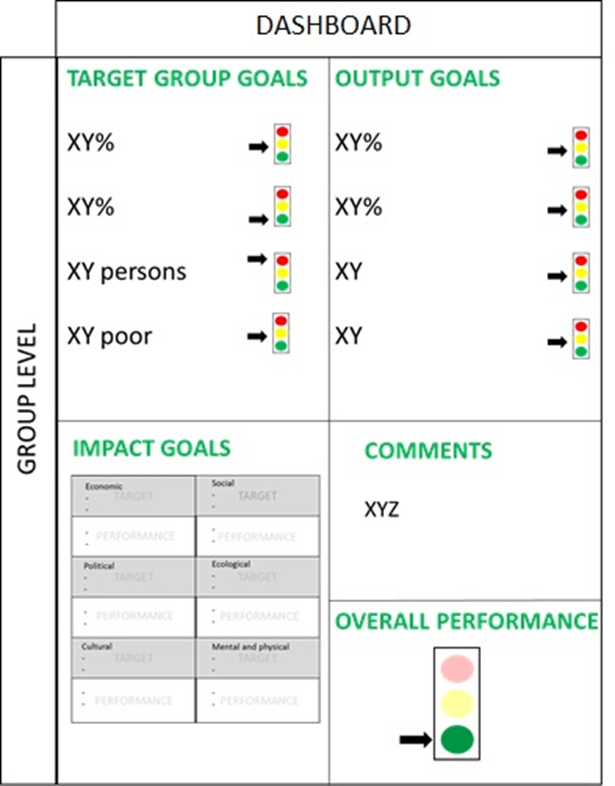 DASHBOARD
GROUP LEVEL
TARGET GROUP GOALS
XY%
XY%
XY persons
XY poor
OUTPUT GOALS
XY%
XY%
XY
XY
IMPACT GOALS
Economic
TARGET
Social
TARGET
PERFORMANCE
PERFORMANCE
Political
TARGET
Ecological
TARGET
PERFORMANCE
PERFORMANCE
Cultural
TARGET
Mental and physical
TARGET
PERFORMANCE
PERFORMANCE
COMMENTS
XYZ
OVERALL PERFORMANCE